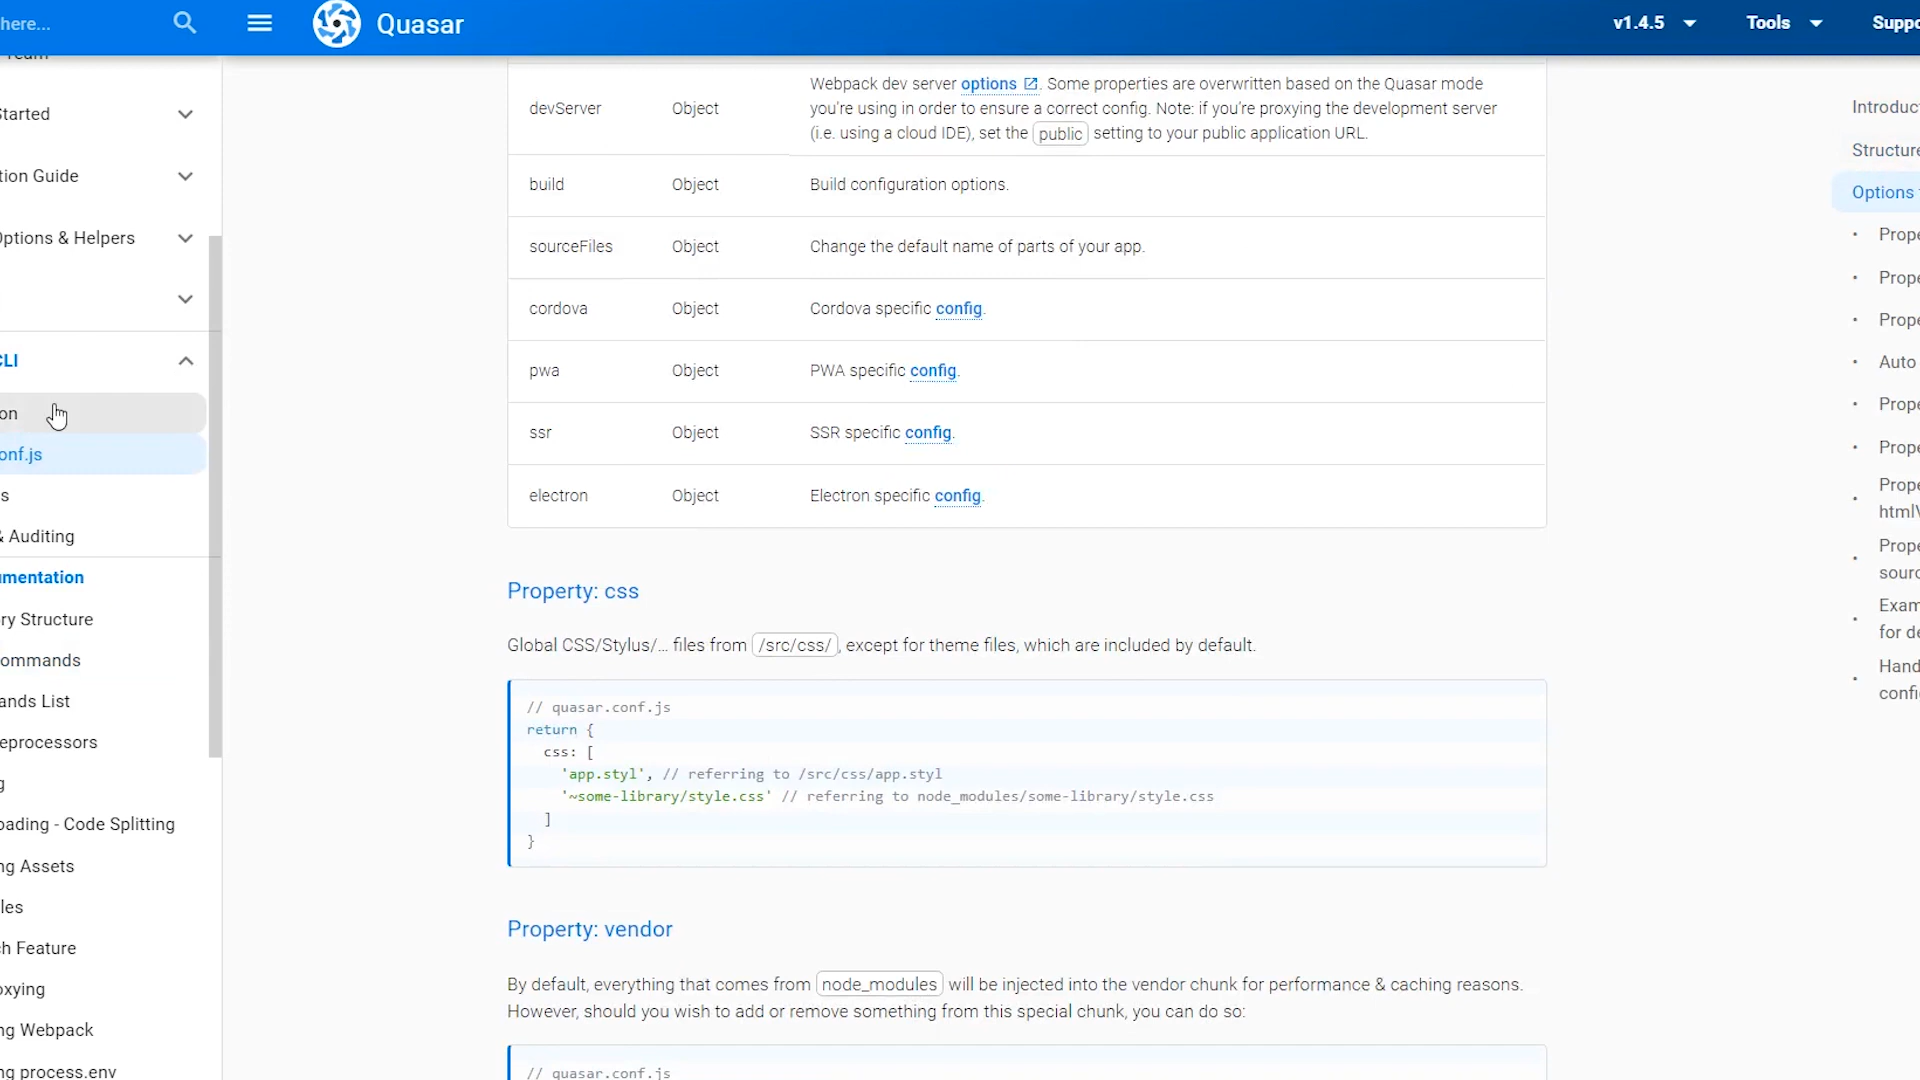 here...
Quasar
v1.4.5
Tools
Suppo
Team
Started
tion Guide
Options & Helpers
CLI
on
onf.js
s
& Auditing
umentation
ry Structure
ommands
ands List
eprocessors
g
oading - Code Splitting
ng Assets
les
ch Feature
oxying
ng Webpack
ng process.env
devServer Object Webpack dev server options . Some properties are overwritten based on the Quasar mode
you're using in order to ensure a correct config. Note: if you're proxying the development server
(i.e. using a cloud IDE), set the public setting to your public application URL.
build Object Build configuration options.
sourceFiles Object Change the default name of parts of your app.
cordova Object Cordova specific config.
pwa Object PWA specific config.
ssr Object SSR specific config.
electron Object Electron specific config.
Property: css
Global CSS/Stylus/... files from /src/css/, except for theme files, which are included by default.
// quasar.conf.js
return {
css: [
'app.styl', // referring to /src/css/app.styl
'~some-library/style.css' // referring to node_modules/some-library/style.css
]
}
Property: vendor
By default, everything that comes from node_modules will be injected into the vendor chunk for performance & caching reasons.
However, should you wish to add or remove something from this special chunk, you can do so:
// quasar.conf.js
Introduc
Structure
Options
• Prope
• Prope
• Prope
• Auto
• Prope
• Prope
• Prope
htmlV
• Prope
sourc
• Exam
for de
• Hand
confi